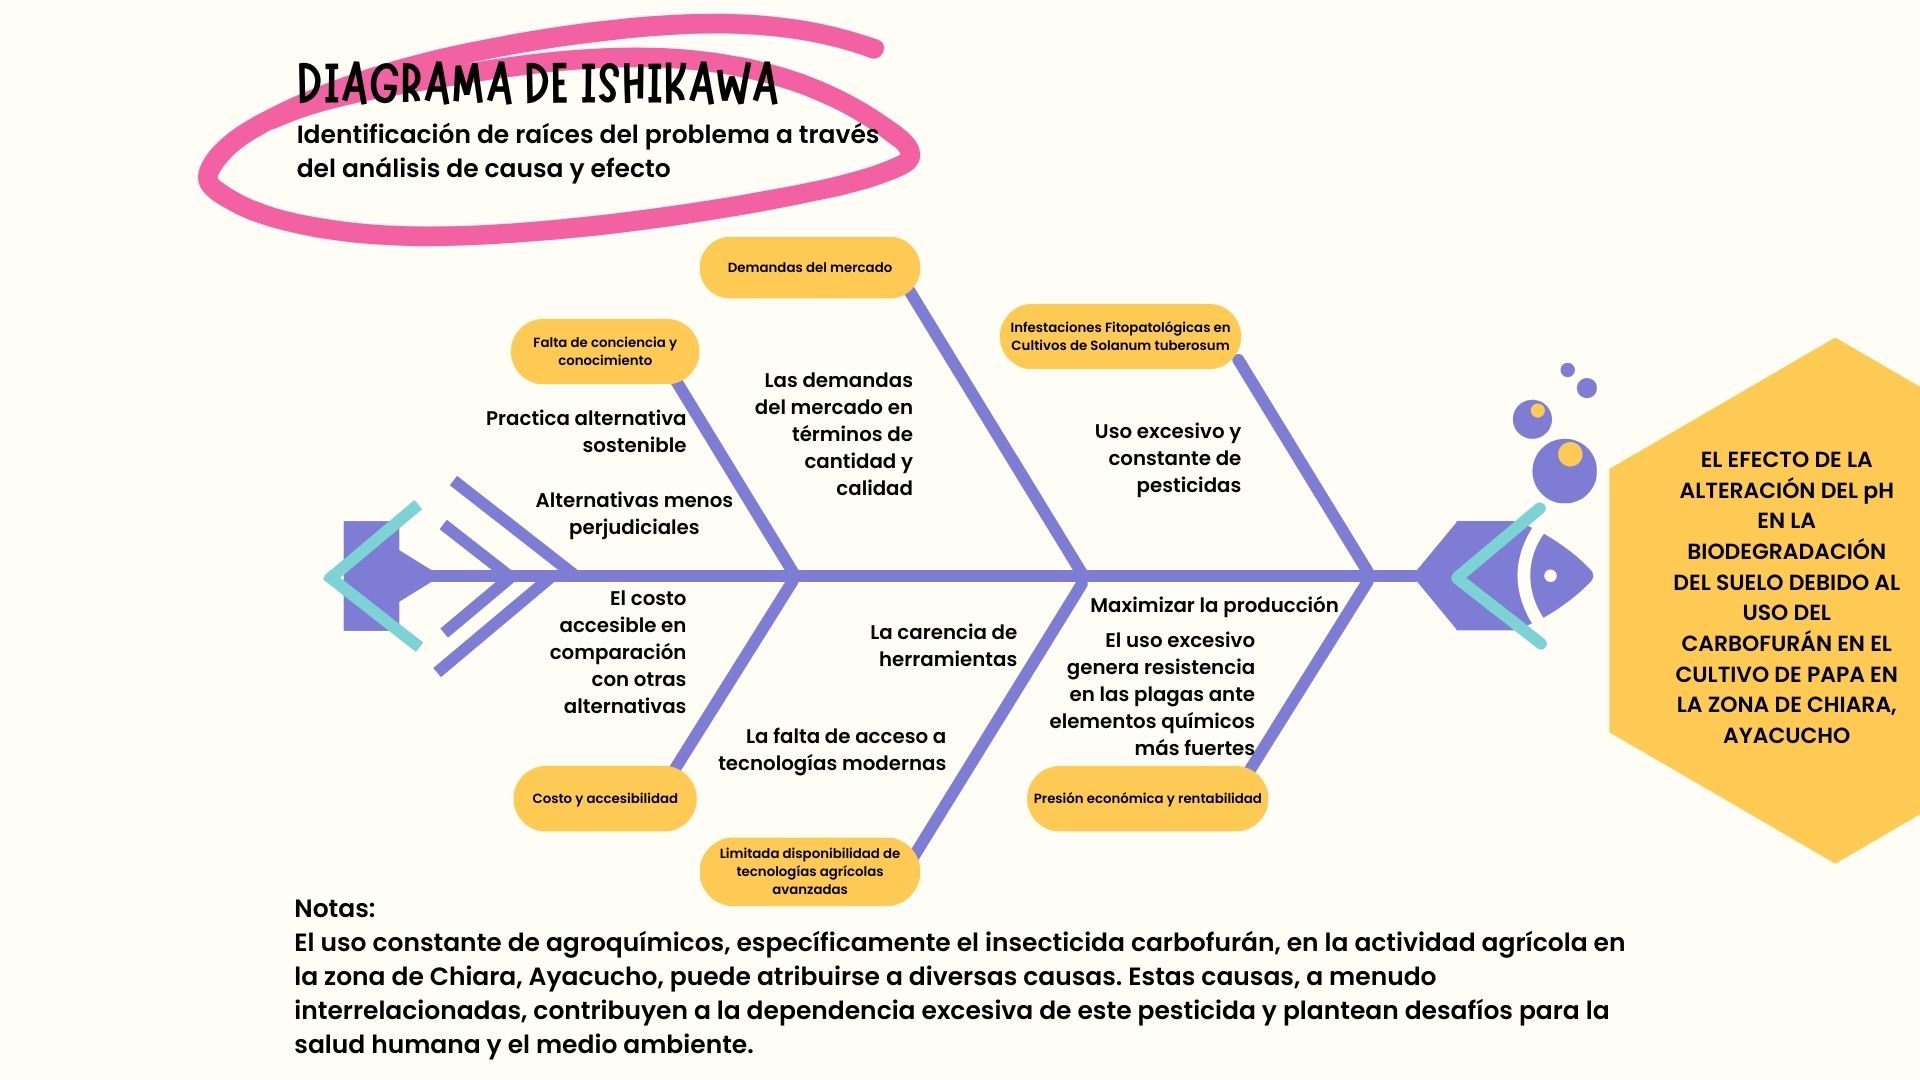 DIAGRAMA DE ISHIKAWA
Identificación de raíces del problema a través
del análisis de causa y efecto
Demandas del mercado
Infestaciones Fitopatológicas en
Cultivos de Solanum tuberosum
Falta de conciencia y
conocimiento
Las demandas
del mercado en
términos de
cantidad y
calidad
Practica alternativa
sostenible
Uso excesivo y
constante de
pesticidas
Alternativas menos
perjudiciales
EL EFECTO DE LA
ALTERACIÓN DEL pH
EN LA
BIODEGRADACIÓN
DEL SUELO DEBIDO AL
USO DEL
CARBOFURÁN EN EL
CULTIVO DE PAPA EN
LA ZONA DE CHIARA,
AYACUCHO
El costo
accesible en
comparación
con otras
alternativas
La carencia de
herramientas
Maximizar la producción
El uso excesivo
genera resistencia
en las plagas ante
elementos químicos
más fuertes
La falta de acceso a
tecnologías modernas
Costo y accesibilidad
Presión económica y rentabilidad
Limitada disponibilidad de
tecnologías agrícolas
avanzadas
Notas:
El uso constante de agroquímicos, específicamente el insecticida carbofurán, en la actividad agrícola en
la zona de Chiara, Ayacucho, puede atribuirse a diversas causas. Estas causas, a menudo
interrelacionadas, contribuyen a la dependencia excesiva de este pesticida y plantean desafíos para la
salud humana y el medio ambiente.